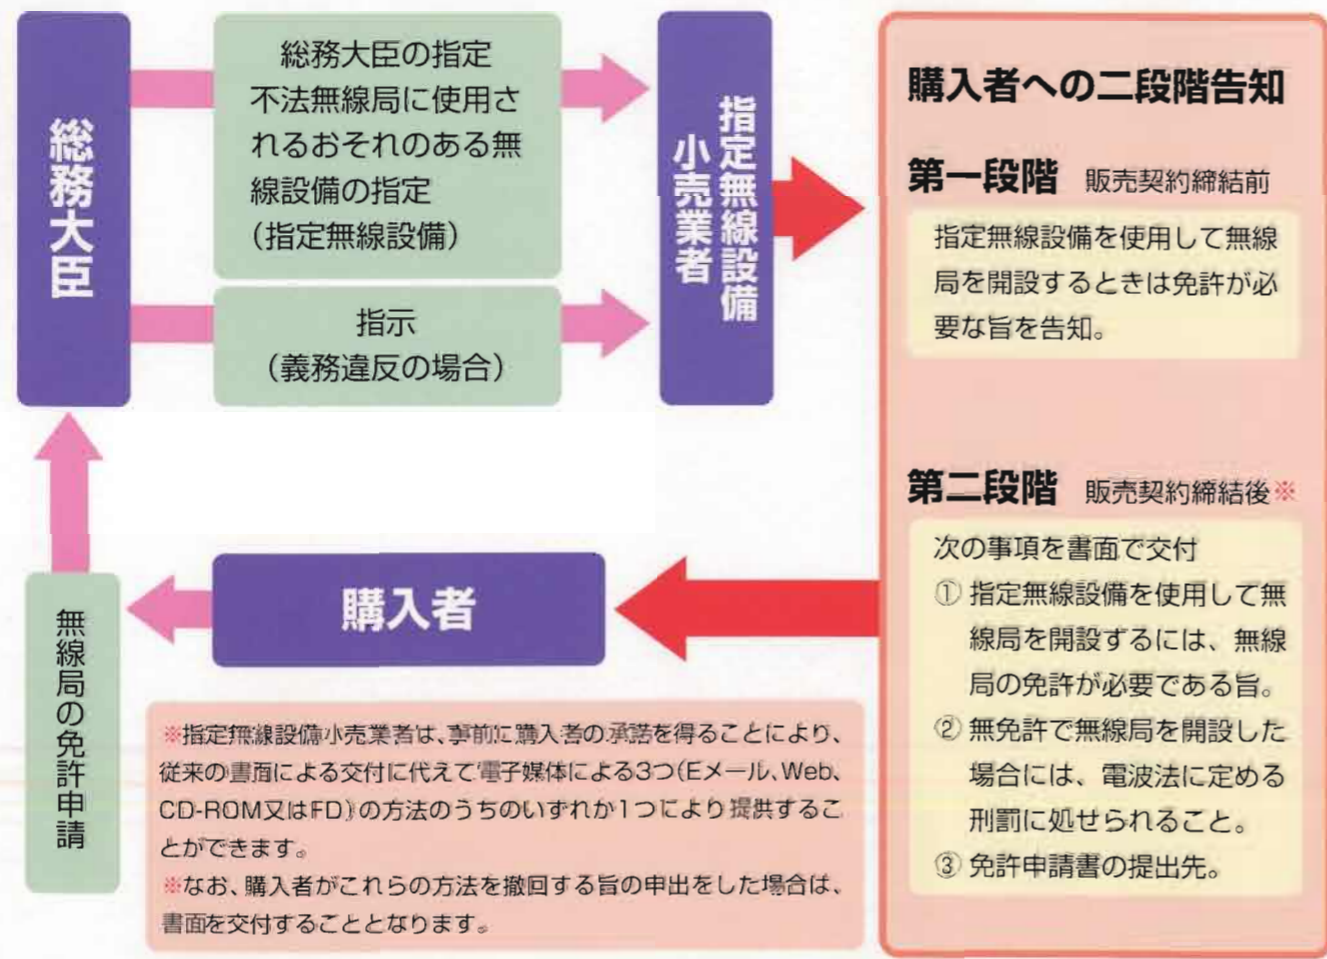 総務大臣
総務大臣の指定
不法無線局に使用さ
れるおそれのある無
線設備の指定
(指定無線設備)
指示
(義務違反の場合)
指定無線設備
小売業者
購入者への二段階告知
第一段階 販売契約締結前
指定無線設備を使用して無線
局を開設するときは免許が必
要な旨を告知。
第二段階 販売契約締結後※
次の事項を書面で交付
① 指定無線設備を使用して無
線局を開設するには、無線
局の免許が必要である旨。
② 無免許で無線局を開設した
場合には、電波法に定める
刑罰に処せられること。
③ 免許申請書の提出先。
購入者
無線局の免許申請
※指定無線設備小売業者は、事前に購入者の承諾を得ることにより、
従来の書面による交付に代えて電子媒体による3つ(Eメール、Web、
CD-ROM又はFD)の方法のうちのいずれか1つにより提供するこ
とができます。
※なお、購入者がこれらの方法を撤回する旨の申出をした場合は、
書面を交付することとなります。